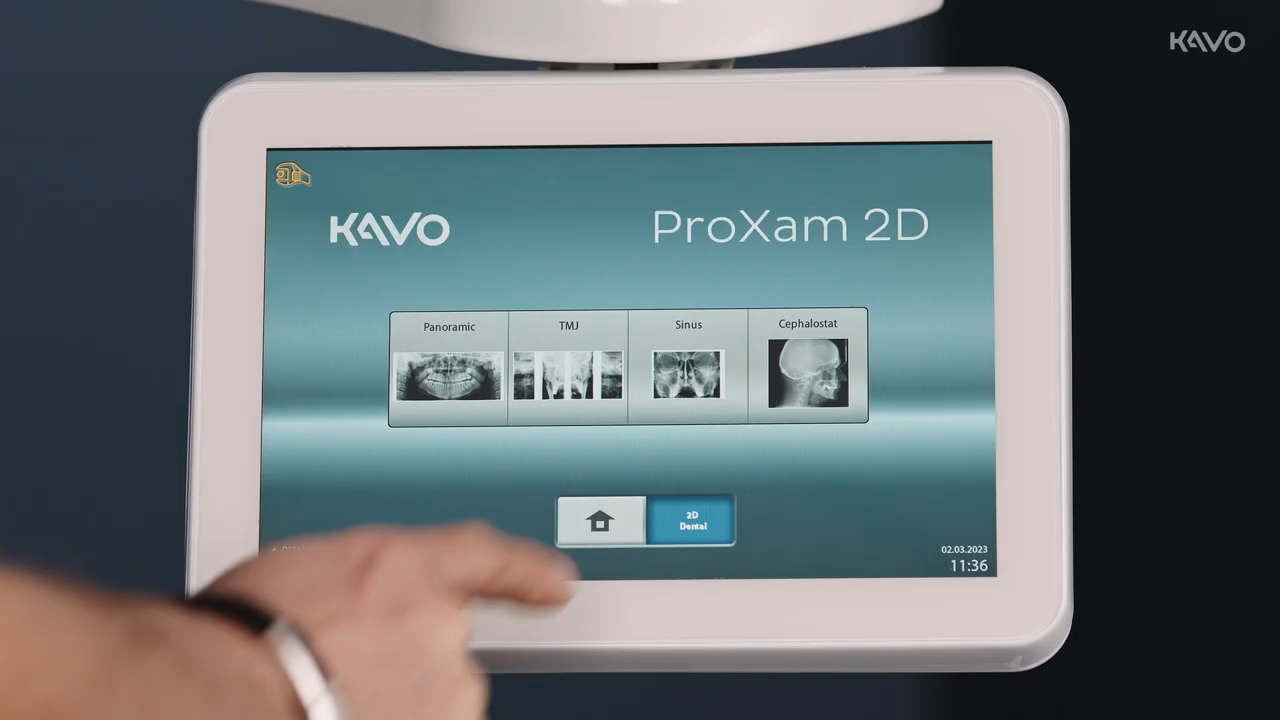 KAVO
KAVO
ProXam 2D
Panoramic
TMJ
Sinus
Cephalostat
2D
Dental
02.03.2023
11:36